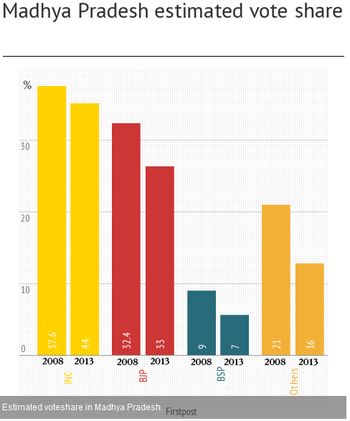 Madhya Pradesh estimated vote share
%
30
20
10
0
37.6
44
32.4
33
9
7
21
16
2008 2013 2008 2013 2008 2013 2008 2013
INC
BJP
BSP
Others
Estimated voteshare in Madhya Pradesh.
Firstpost